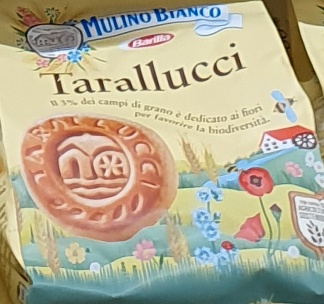 MULINO BIANCO
Barilla
Tarallucci
Il 3% dei campi di grano è dedicato ai fiori
per favorire la biodiversità.
TARALLUCCI